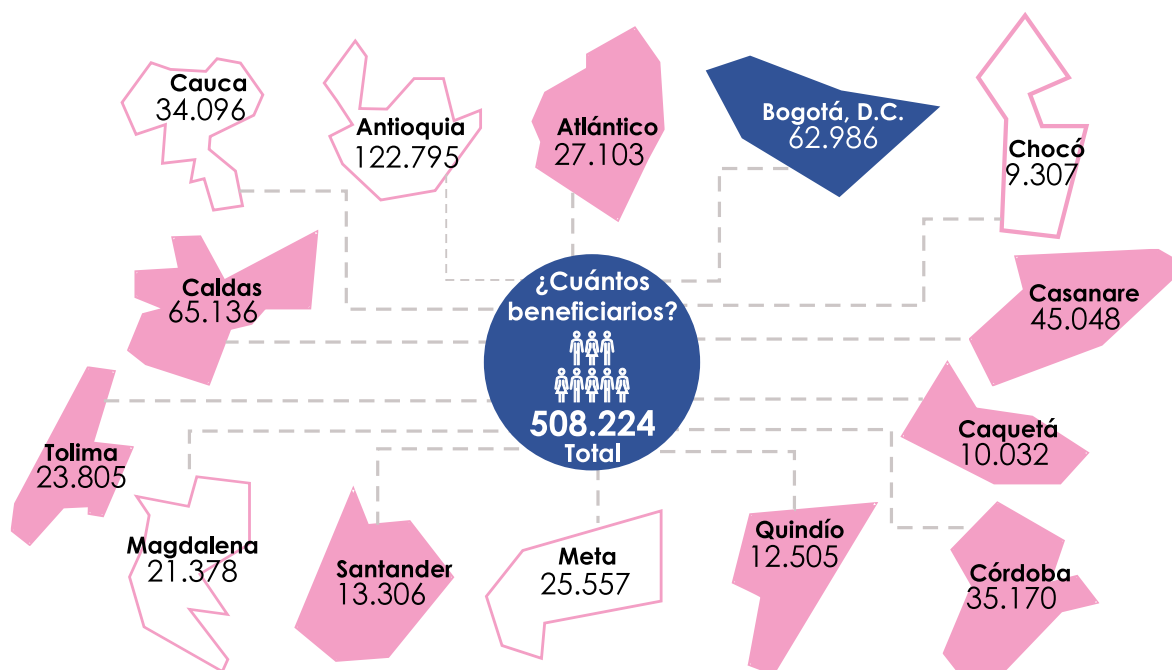 Cauca
34.096
Antioquia
122.795
Atlántico
27.103
Bogotá, D.C.
62.986
Chocó
9.307
Caldas
65.136
¿Cuántos
beneficiarios?
508.224
Total
Casanare
45.048
Tolima
23.805
Caquetá
10.032
Magdalena
21.378
Santander
13.306
Meta
25.557
Quindío
12.505
Córdoba
35.170